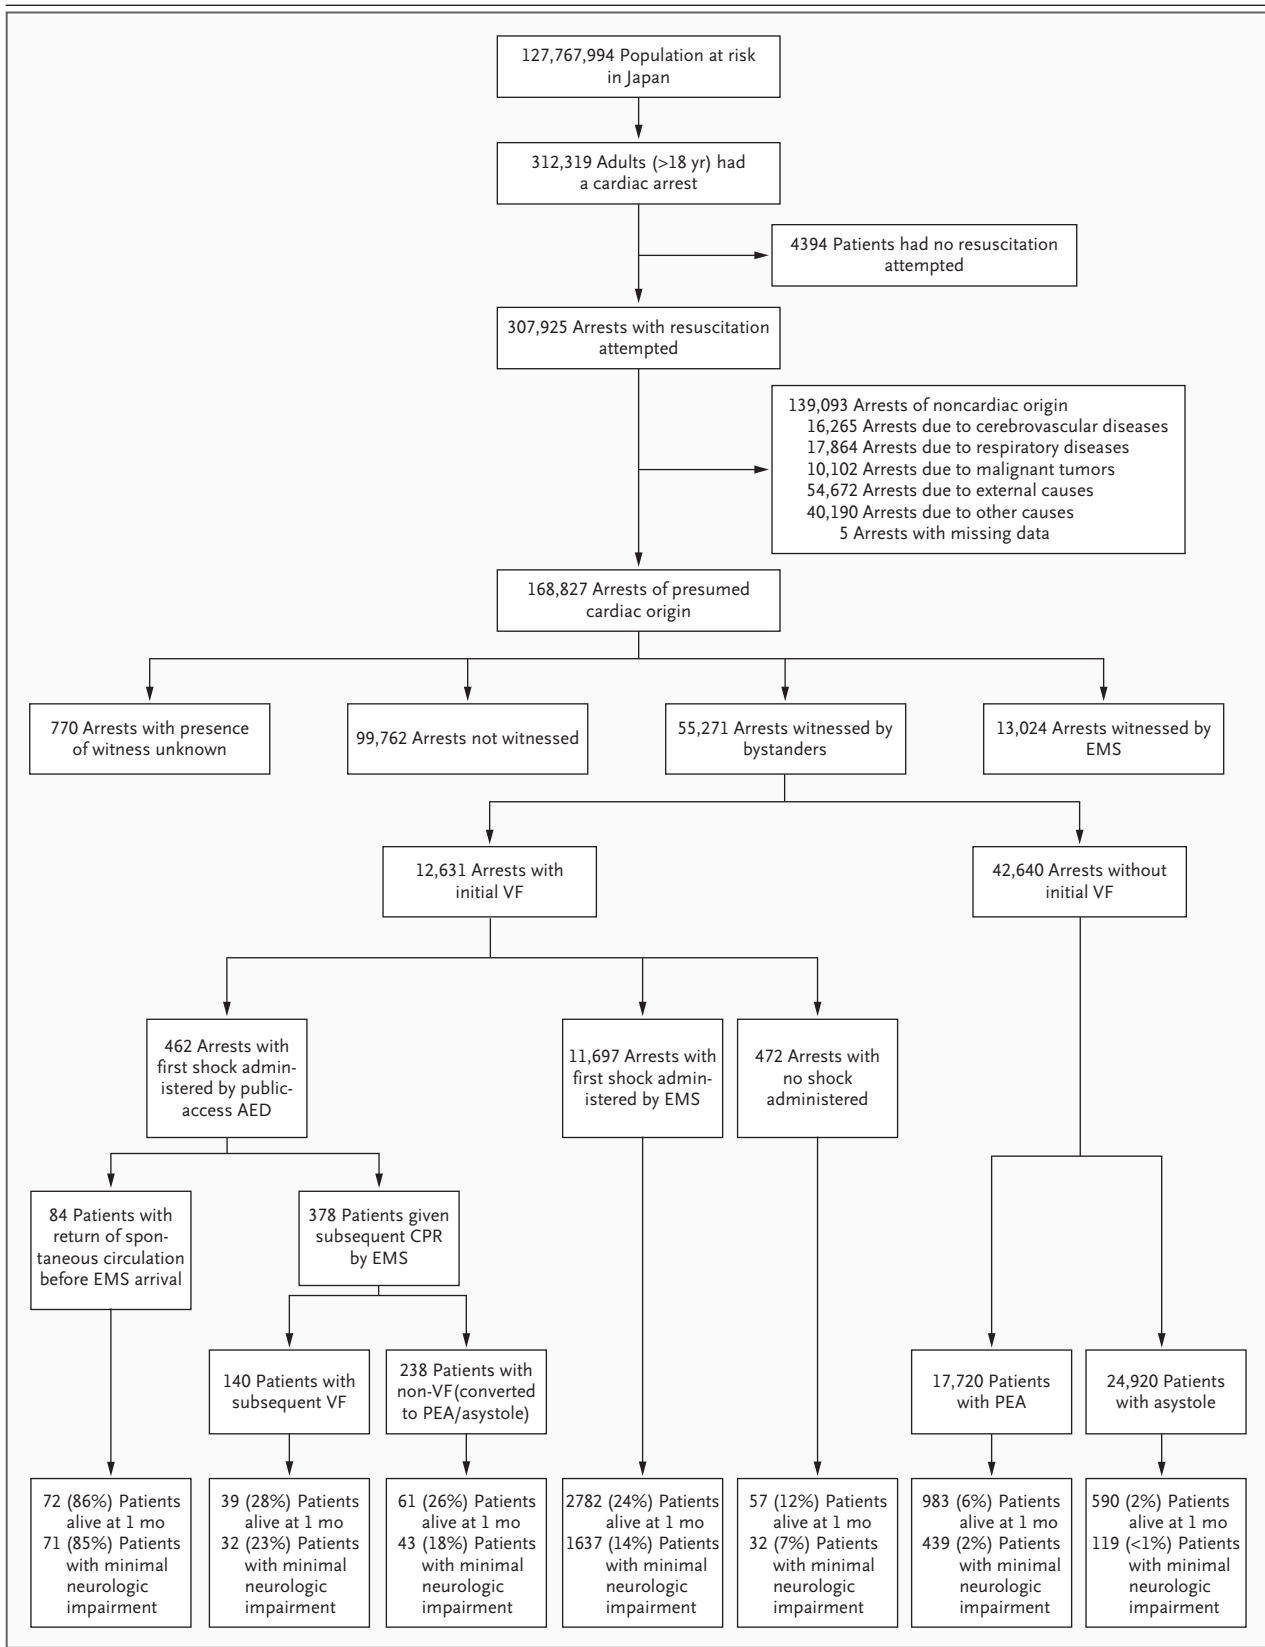 127,767,994 Population at risk
in Japan
312,319 Adults (>18 yr) had
a cardiac arrest
4394 Patients had no resuscitation
attempted
307,925 Arrests with resuscitation
attempted
139,093 Arrests of noncardiac origin
16,265 Arrests due to cerebrovascular diseases
17,864 Arrests due to respiratory diseases
10,102 Arrests due to malignant tumors
54,672 Arrests due to external causes
40,190 Arrests due to other causes
5 Arrests with missing data
168,827 Arrests of presumed
cardiac origin
770 Arrests with presence
of witness unknown
99,762 Arrests not witnessed
55,271 Arrests witnessed by
bystanders
13,024 Arrests witnessed by
EMS
12,631 Arrests with
initial VF
42,640 Arrests without
initial VF
462 Arrests with
first shock admin-
istered by public-
access AED
11,697 Arrests with
first shock admin-
istered by EMS
472 Arrests with
no shock
administered
84 Patients with
return of spon-
taneous circulation
before EMS arrival
378 Patients given
subsequent CPR
by EMS
140 Patients with
subsequent VF
238 Patients with
non-VF(converted
to PEA/asystole)
17,720 Patients
with PEA
24,920 Patients
with asystole
72 (86%) Patients
alive at 1 mo
71 (85%) Patients
with minimal
neurologic
impairment
39 (28%) Patients
alive at 1 mo
32 (23%) Patients
with minimal
neurologic
impairment
61 (26%) Patients
alive at 1 mo
43 (18%) Patients
with minimal
neurologic
impairment
2782 (24%) Patients
alive at 1 mo
1637 (14%) Patients
with minimal
neurologic
impairment
57 (12%) Patients
alive at 1 mo
32 (7%) Patients
with minimal
neurologic
impairment
983 (6%) Patients
alive at 1 mo
439 (2%) Patients
with minimal
neurologic
impairment
590 (2%) Patients
alive at 1 mo
119 (<1%) Patients
with minimal
neurologic
impairment